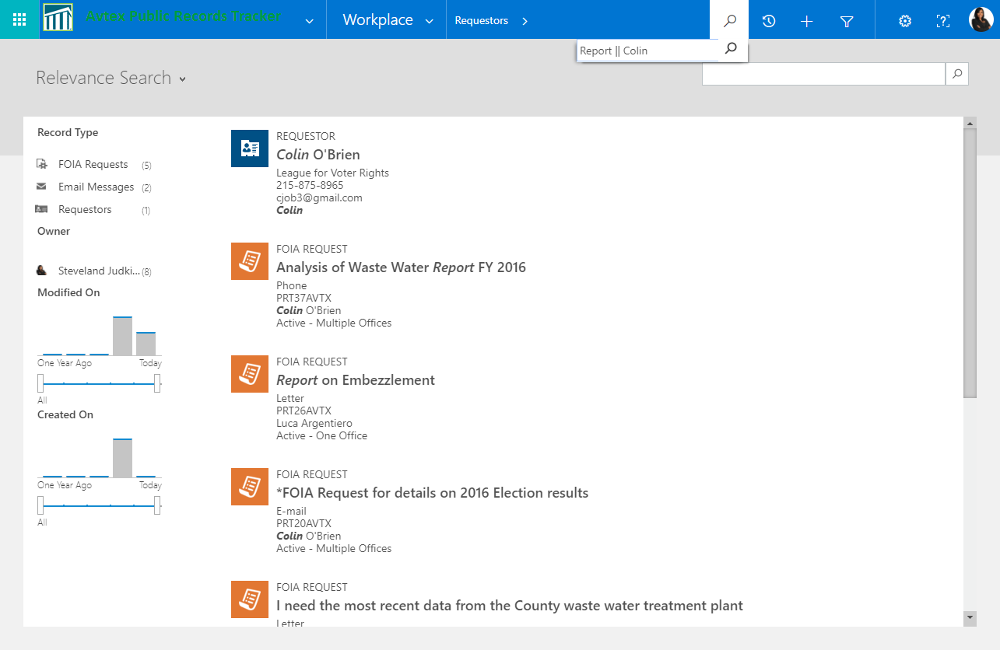 Avtex Public Records Tracker
Workplace
Requestors
Report || Colin
Relevance Search
Record Type
FOIA Requests (5)
Email Messages (2)
Requestors (1)
Owner
Steveland Judki... (8)
Modified On
One Year Ago Today
All
Created On
One Year Ago Today
All
REQUESTOR
Colin O'Brien
League for Voter Rights
215-875-8965
cjob3@gmail.com
Colin
FOIA REQUEST
Analysis of Waste Water Report FY 2016
Phone
PRT37AVTX
Colin O'Brien
Active - Multiple Offices
FOIA REQUEST
Report on Embezzlement
Letter
PRT26AVTX
Luca Argentiero
Active - One Office
FOIA REQUEST
*FOIA Request for details on 2016 Election results
E-mail
PRT20AVTX
Colin O'Brien
Active - Multiple Offices
FOIA REQUEST
I need the most recent data from the County waste water treatment plant
Letter